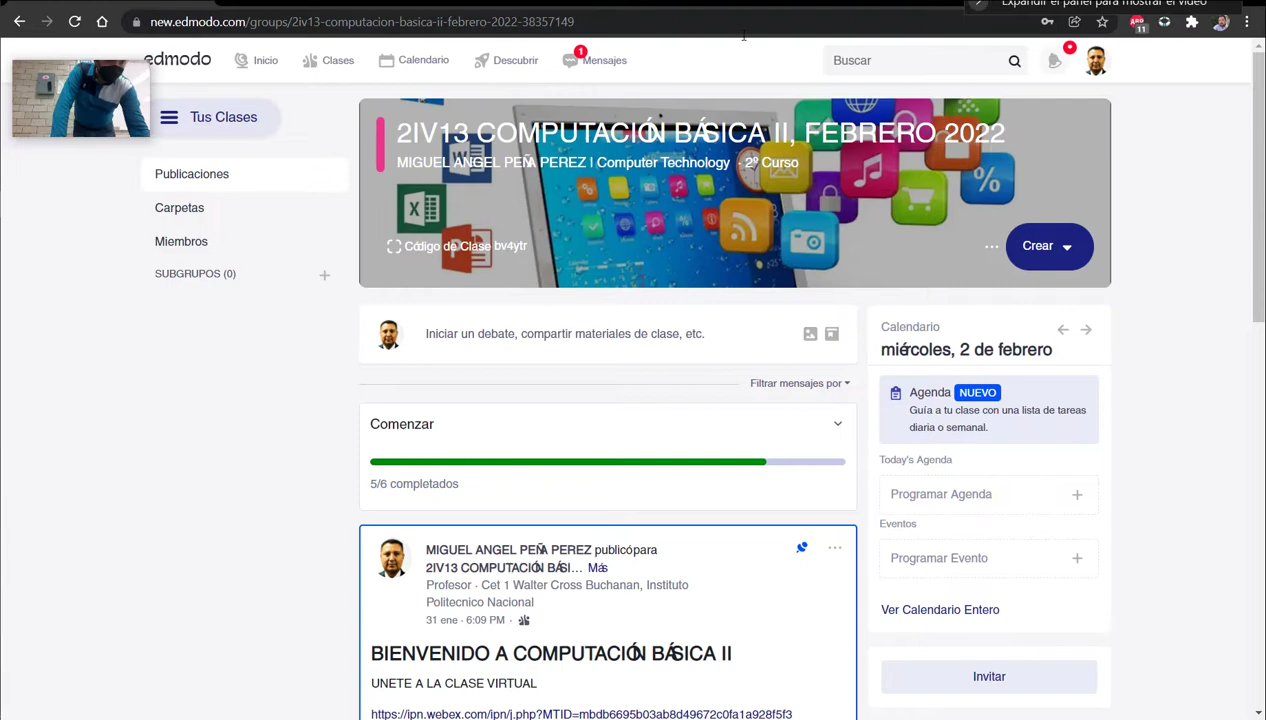 Expandir el panel para mostrar el video
new.edmodo.com/groups/2iv13-computacion-basica-ii-febrero-2022-38357149
11
edmodo
Inicio
Clases
Calendario
Descubrir
1
Mensajes
Buscar
Tus Clases
Publicaciones
Carpetas
Miembros
SUBGRUPOS (0)
2IV13 COMPUTACIÓN BÁSICA II, FEBRERO 2022
MIGUEL ANGEL PEÑA PEREZ | Computer Technology · 2º Curso
Código de Clase bv4ytr
Crear
Iniciar un debate, compartir materiales de clase, etc.
Filtrar mensajes por
Comenzar
5/6 completados
MIGUEL ANGEL PEÑA PEREZ publicó para
2IV13 COMPUTACIÓN BÁSI... Más
Profesor · Cet 1 Walter Cross Buchanan, Instituto
Politecnico Nacional
31 ene · 6:09 PM ·
BIENVENIDO A COMPUTACIÓN BÁSICA II
UNETE A LA CLASE VIRTUAL
https://ipn.webex.com/ipn/j.php?MTID=mbdb6695b03ab8d49672c0fa1a928f5f3
Calendario
miércoles, 2 de febrero
Agenda NUEVO
Guía a tu clase con una lista de tareas
diaria o semanal.
Today's Agenda
Programar Agenda
Eventos
Programar Evento
Ver Calendario Entero
Invitar